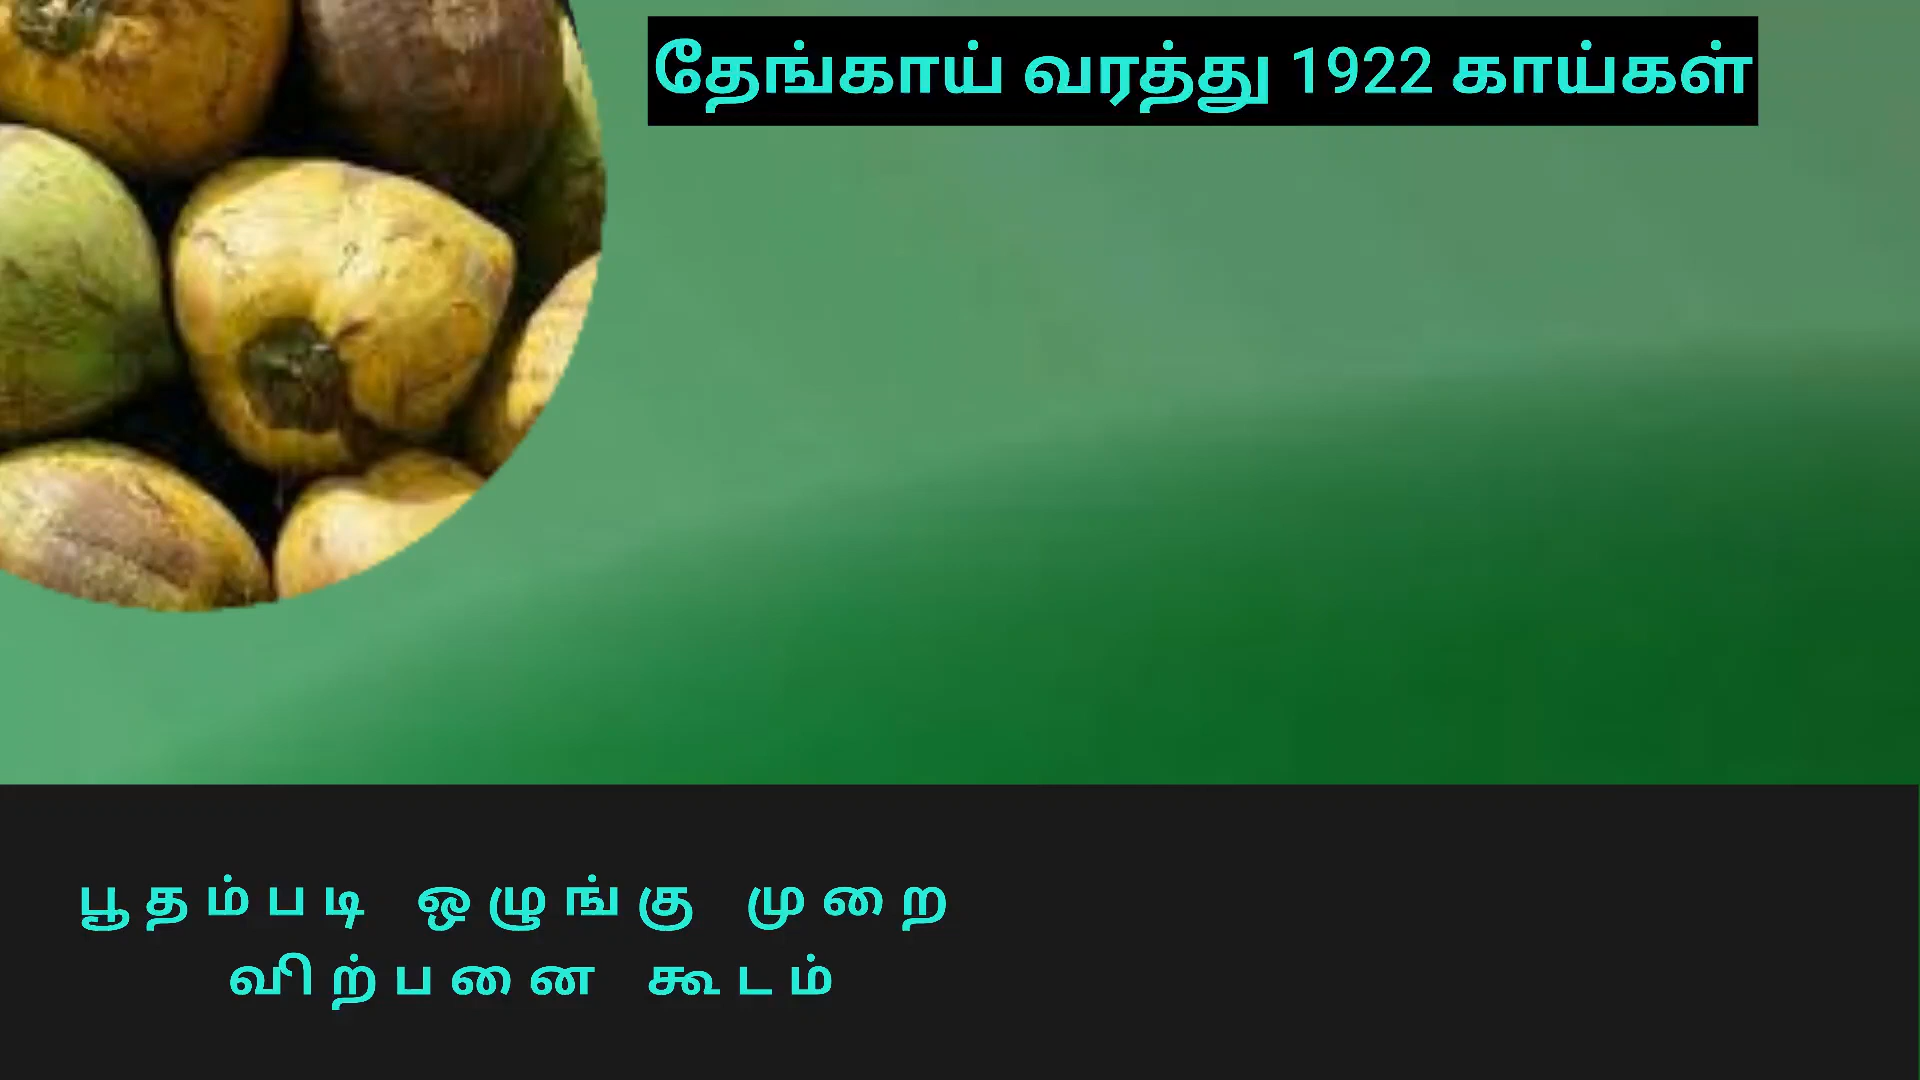 தேங்காய் வரத்து 1922 காய்கள்
பூதம்படி ஒழுங்கு முறை
விற்பனை கூடம்